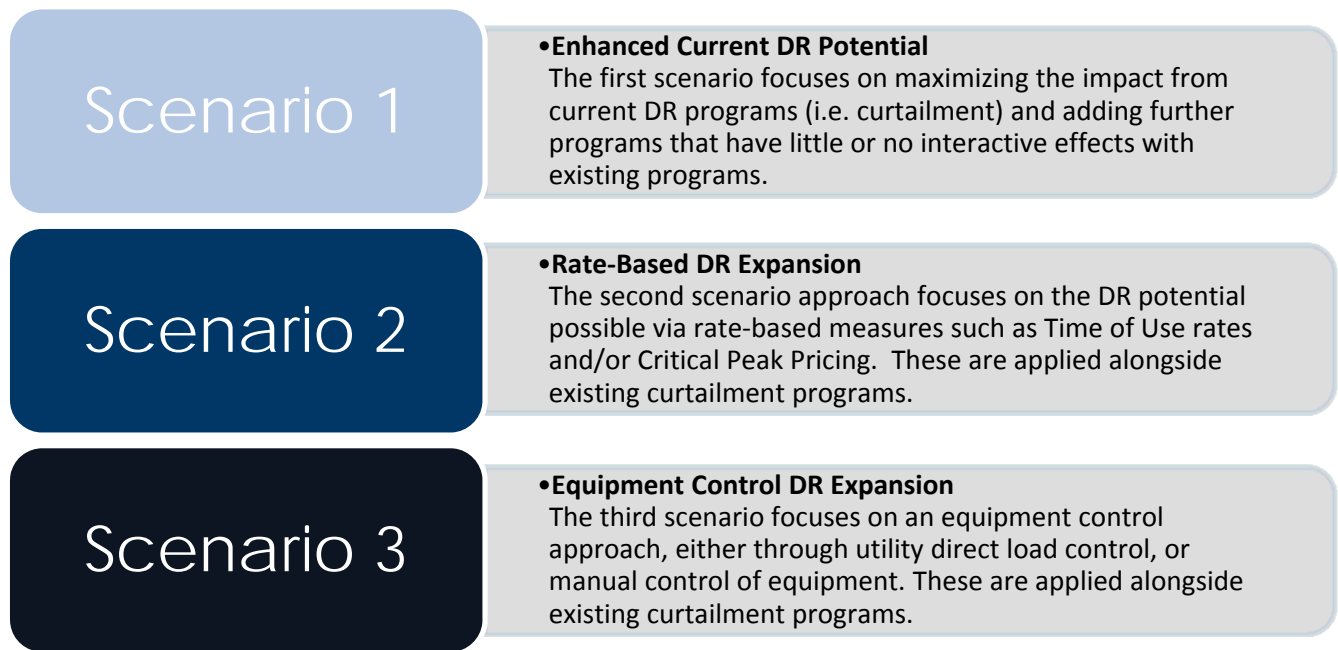 Scenario 1
•Enhanced Current DR Potential
The first scenario focuses on maximizing the impact from
current DR programs (i.e. curtailment) and adding further
programs that have little or no interactive effects with
existing programs.
Scenario 2
•Rate-Based DR Expansion
The second scenario approach focuses on the DR potential
possible via rate-based measures such as Time of Use rates
and/or Critical Peak Pricing.  These are applied alongside
existing curtailment programs.
Scenario 3
•Equipment Control DR Expansion
The third scenario focuses on an equipment control
approach, either through utility direct load control, or
manual control of equipment. These are applied alongside
existing curtailment programs.